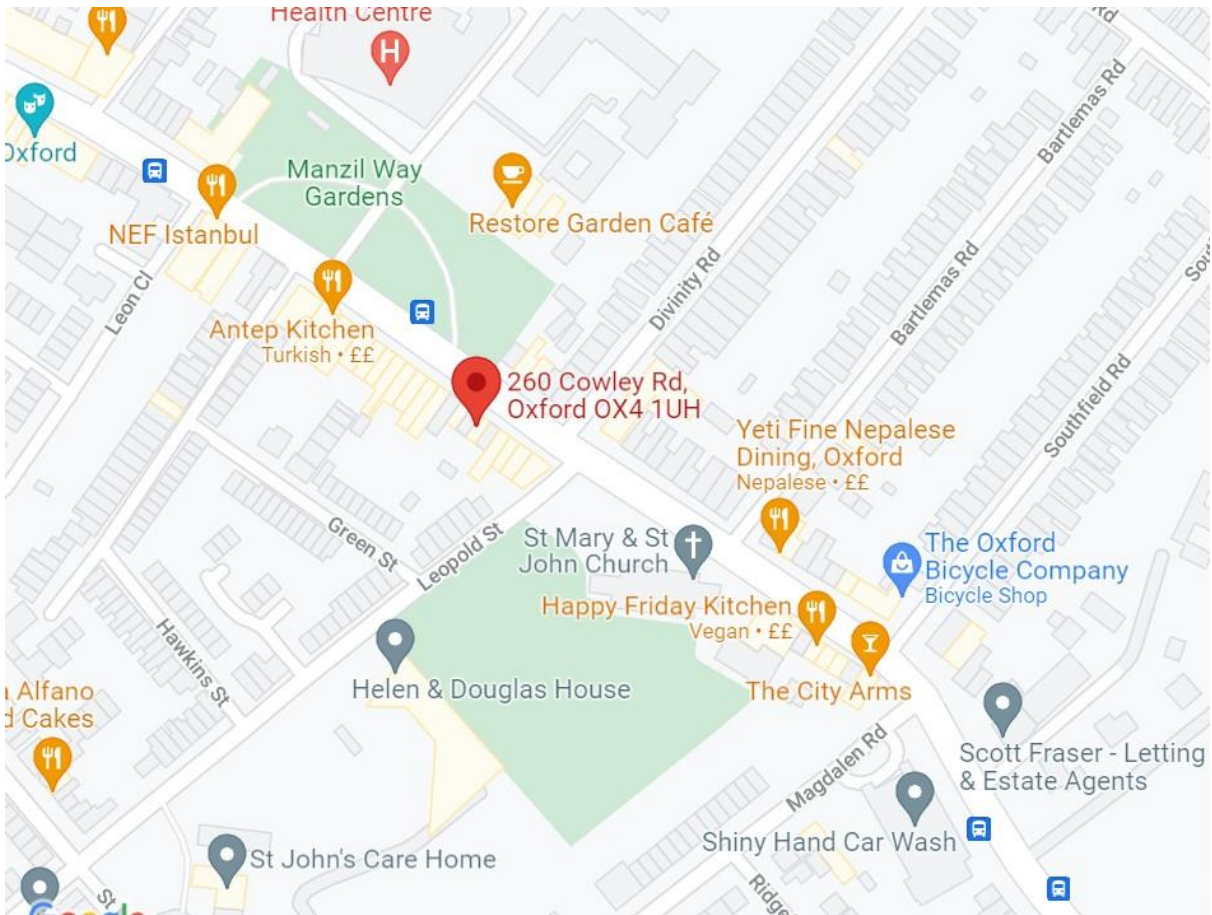 Health Centre
H
Rd
Bartlemas Rd
Oxford
Manzil Way
Gardens
Restore Garden Café
NEF Istanbul
Leon Cl
Divinity Rd
Bartlemas Rd
Antep Kitchen
Turkish • ££
260 Cowley Rd,
Oxford OX4 1UH
Southfield Rd
Yeti Fine Nepalese
Dining, Oxford
Nepalese • ££
Green St
Leopold St
St Mary & St
John Church
The Oxford
Bicycle Company
Bicycle Shop
Happy Friday Kitchen
Vegan • ££
Hawkins St
Helen & Douglas House
The City Arms
Alfano
Cakes
Magdalen Rd
Scott Fraser - Letting
& Estate Agents
Shiny Hand Car Wash
St John's Care Home
St